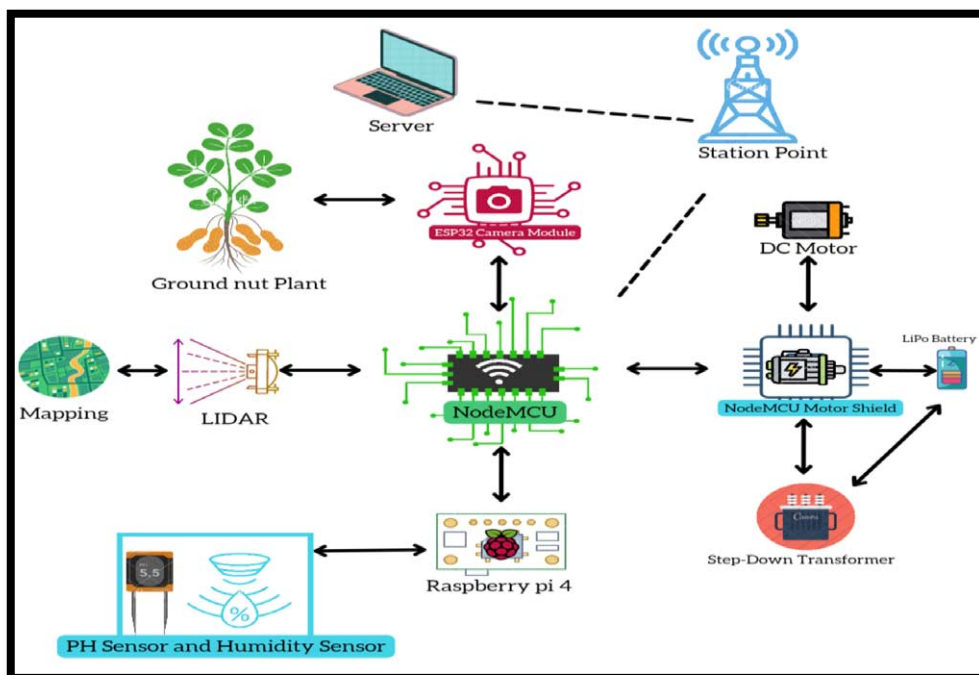 Server
Station Point
ESP32 Camera Module
DC Motor
Ground nut Plant
LiPo Battery
Mapping
LIDAR
NodeMCU
NodeMCU Motor Shield
5,5
%
Raspberry pi 4
Step-Down Transformer
PH Sensor and Humidity Sensor